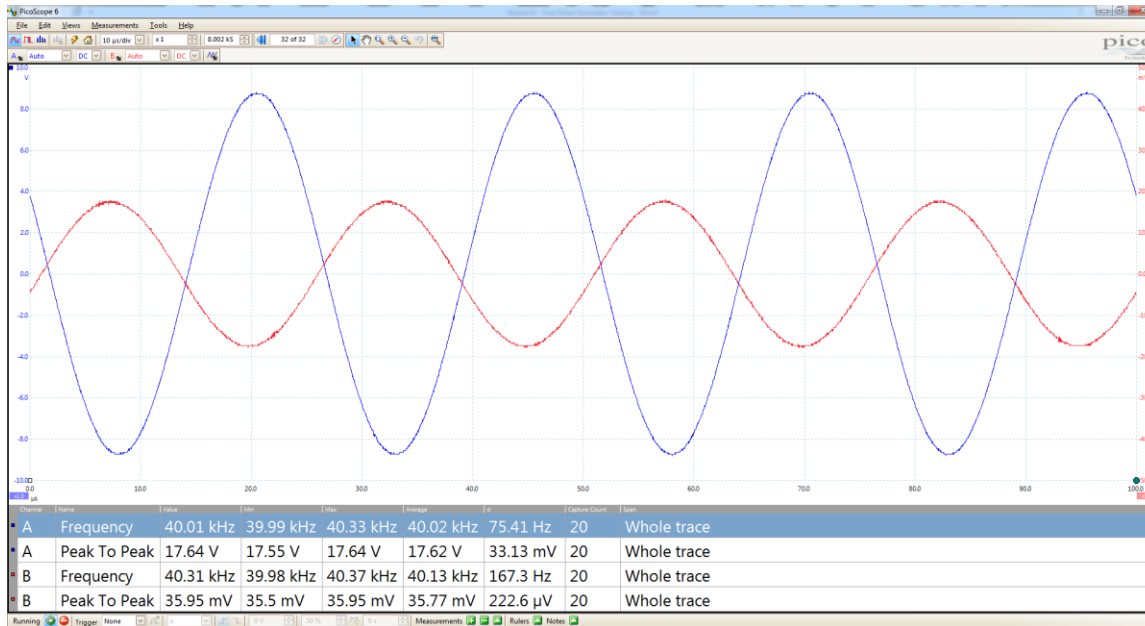 PicoScope 6
File Edit Views Measurements Tools Help
10 µs/div x1 8.002 kS 32 of 32
pico
A Auto DC B Auto DC
10.0
V
8.0
6.0
4.0
2.0
0.0
-2.0
-4.0
-6.0
-8.0
-10.0
0.0 10.0 20.0 30.0 40.0 50.0 60.0 70.0 80.0 90.0 100.0
µs
Channel Name Value Min Max Average σ Capture Count Span
A Frequency 40.01 kHz 39.99 kHz 40.33 kHz 40.02 kHz 75.41 Hz 20 Whole trace
A Peak To Peak 17.64 V 17.55 V 17.64 V 17.62 V 33.13 mV 20 Whole trace
B Frequency 40.31 kHz 39.98 kHz 40.37 kHz 40.13 kHz 167.3 Hz 20 Whole trace
B Peak To Peak 35.95 mV 35.5 mV 35.95 mV 35.77 mV 222.6 µV 20 Whole trace
Running Trigger None A 0 V 50 % 0 s Measurements Rulers Notes